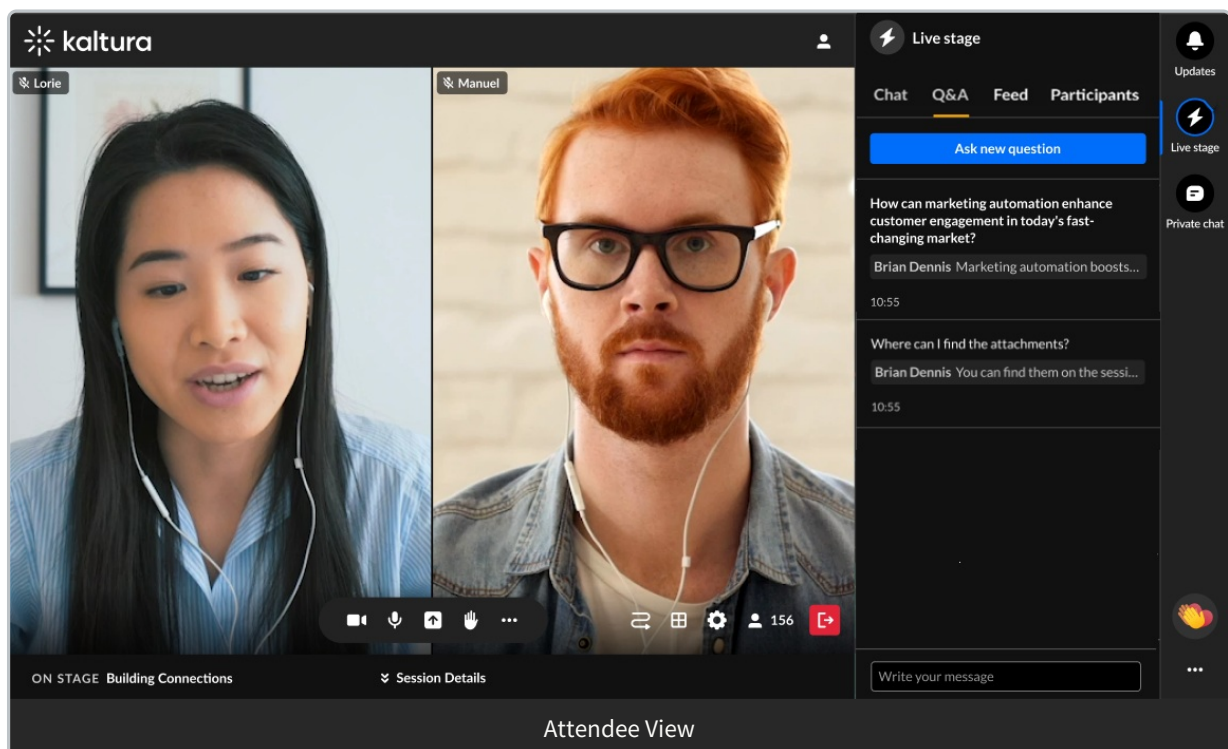 kaltura
Lorie
Manuel
ON STAGE Building Connections
Session Details
156
Live stage
Chat Q&A Feed Participants
Ask new question
How can marketing automation enhance
customer engagement in today's fast-
changing market?
Brian Dennis Marketing automation boosts...
10:55
Where can I find the attachments?
Brian Dennis You can find them on the sessi...
10:55
Write your message
Updates
Live stage
Private chat
Attendee View